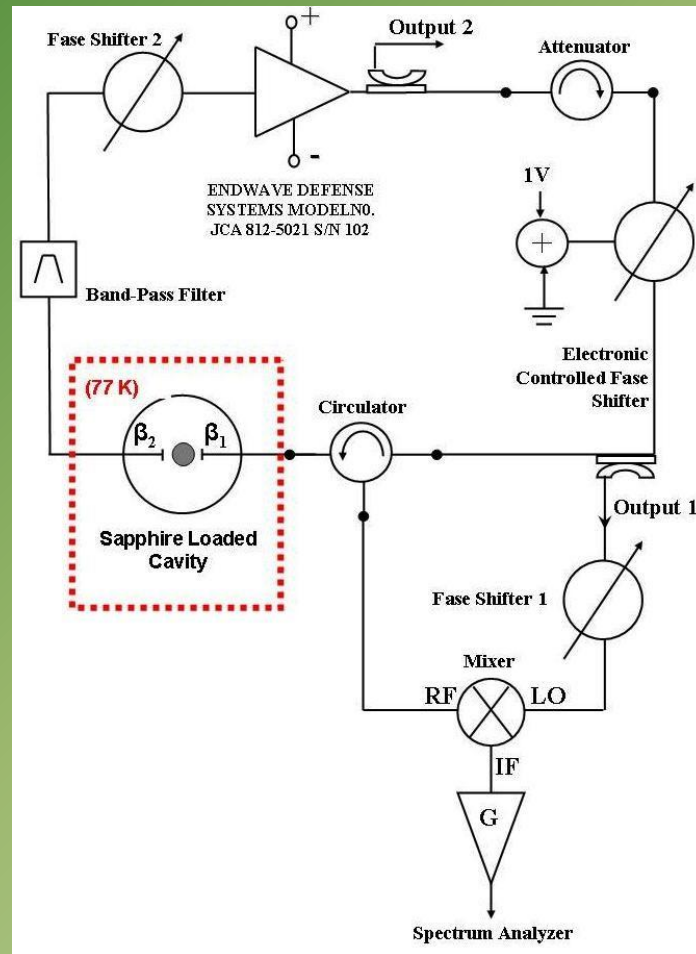 Fase Shifter 2
+
Output 2
Attenuator
-
ENDWAVE DEFENSE
SYSTEMS MODELN0.
JCA 812-5021 S/N 102
1V
+
Band-Pass Filter
Electronic
Controlled Fase
Shifter
(77 K)
β2
β1
Circulator
Sapphire Loaded
Cavity
Output 1
Fase Shifter 1
Mixer
RF
LO
IF
G
Spectrum Analyzer